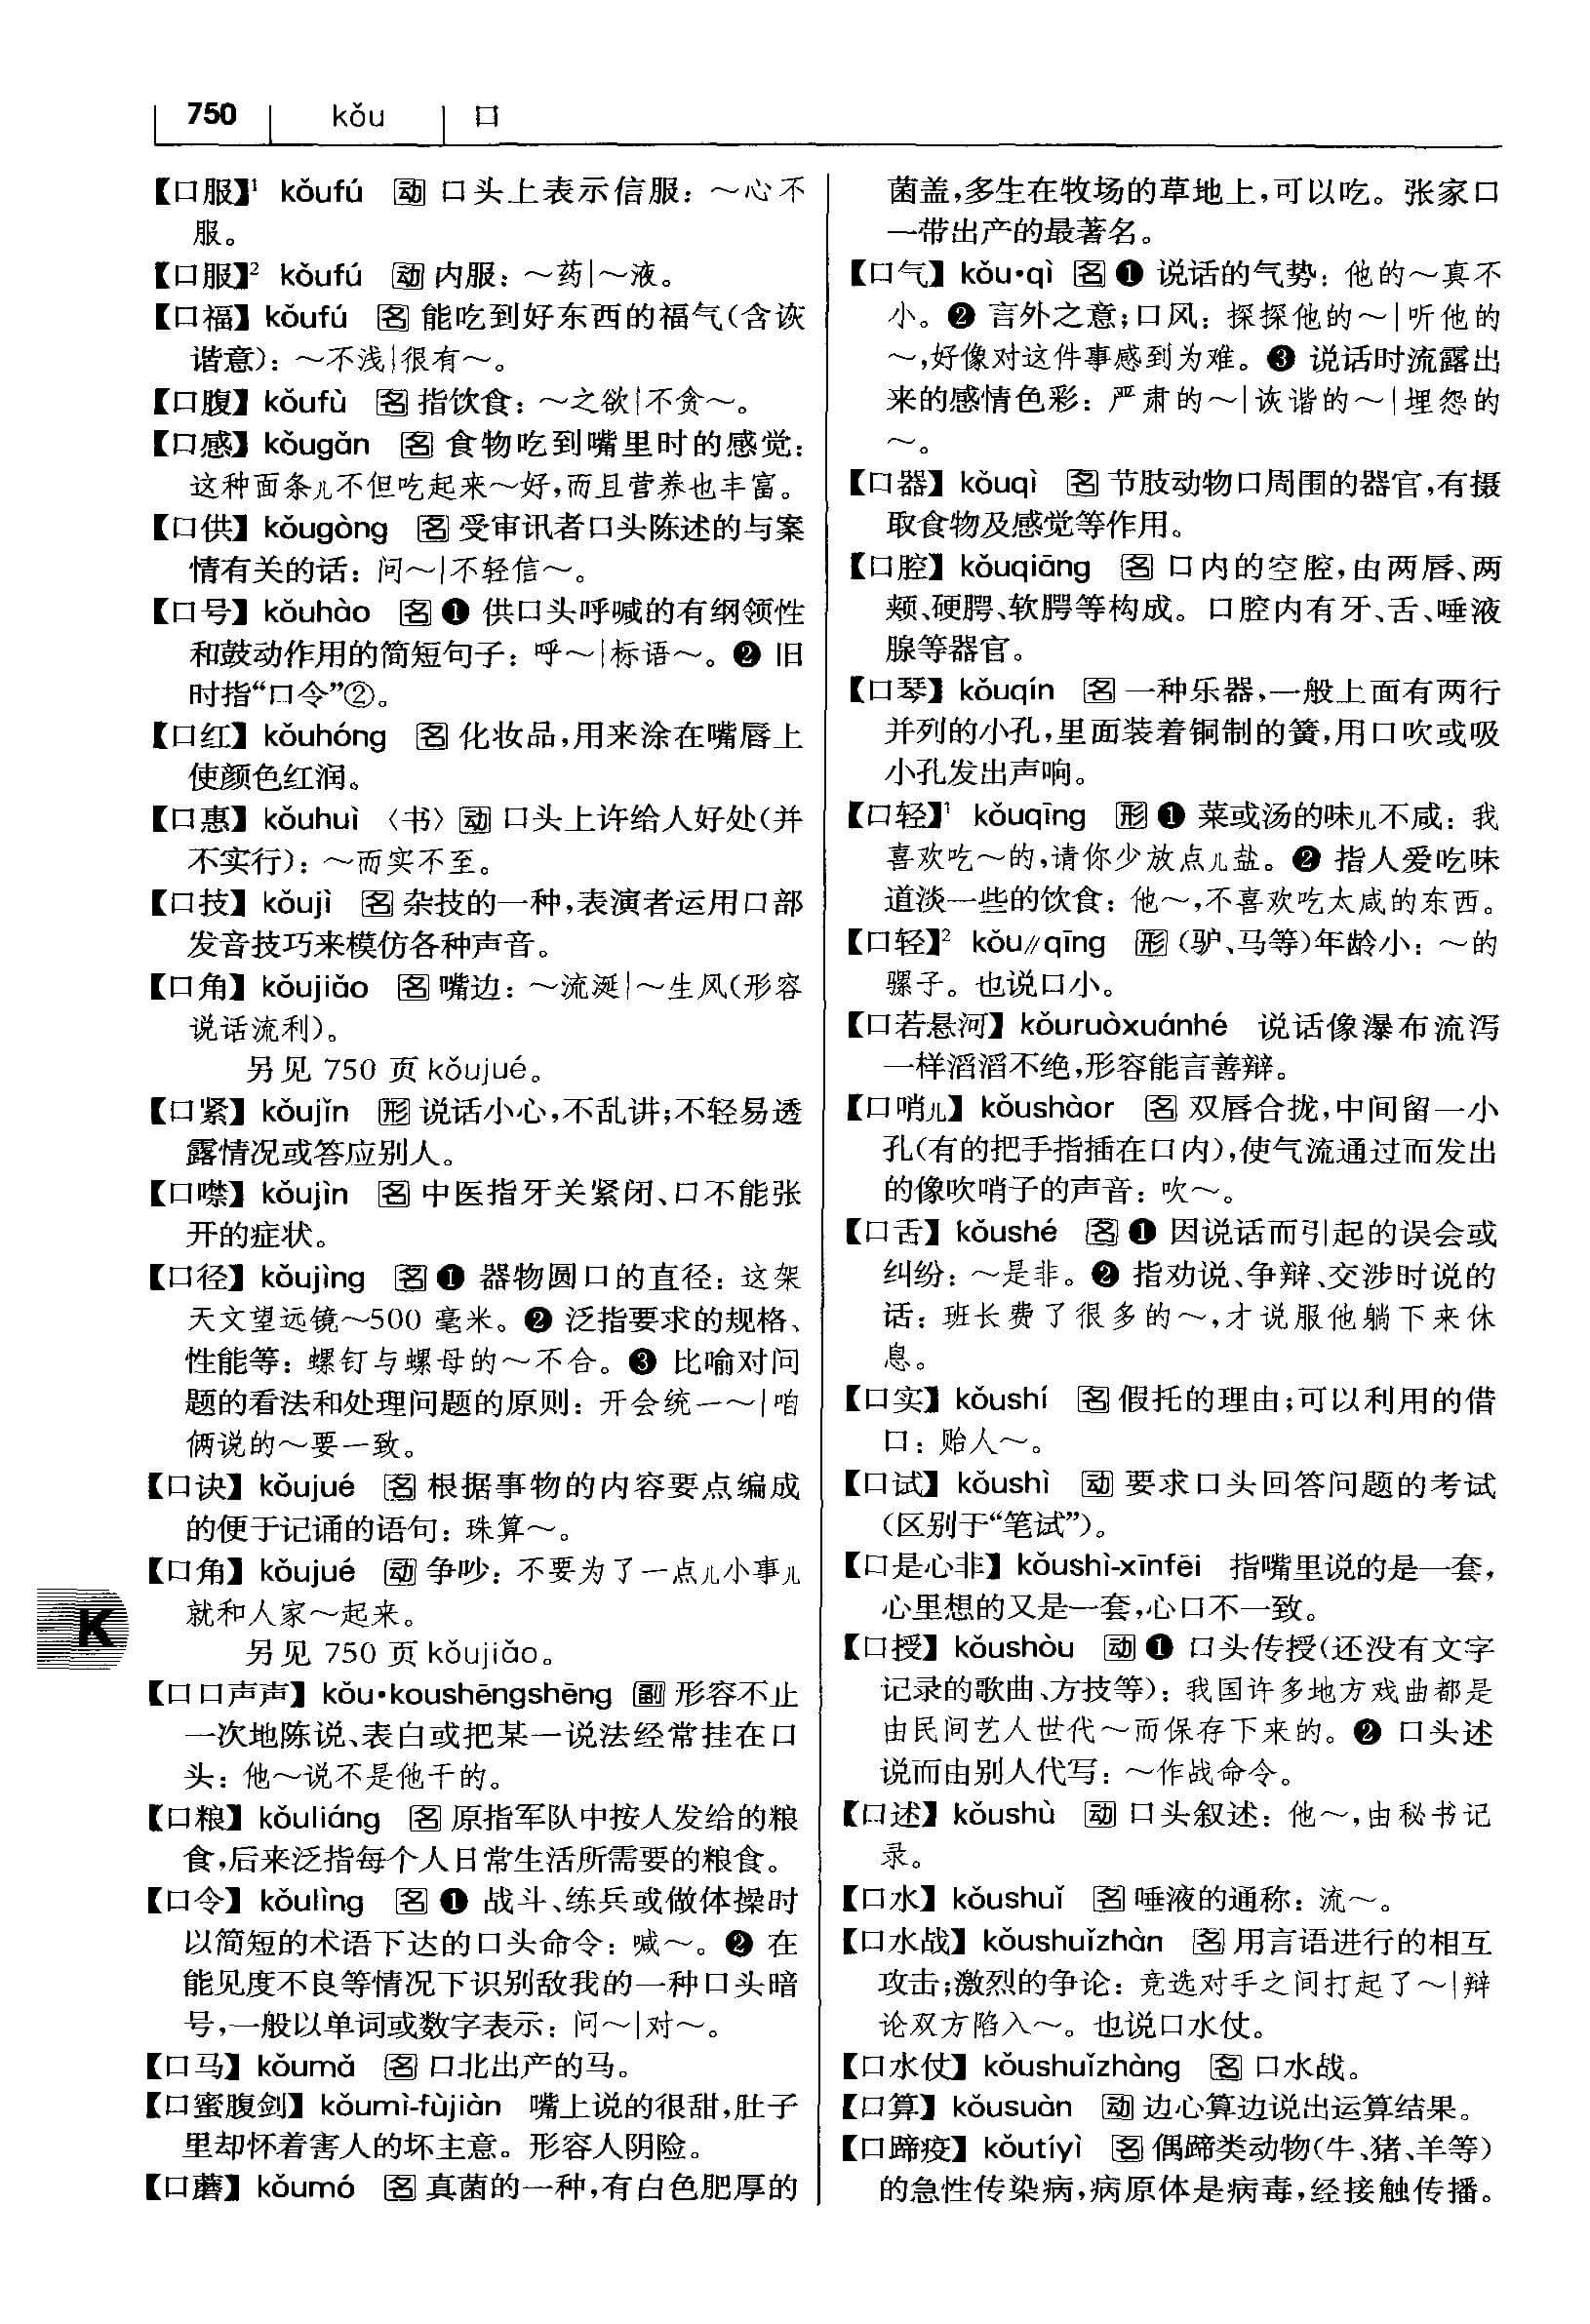 750 kǒu 口
【口服】¹ kǒufú 动 口头上表示信服：～心不
服。
【口服】² kǒufú 动 内服：～药|～液。
【口福】 kǒufú 名 能吃到好东西的福气(含诙
谐意)：～不浅|很有～。
【口腹】 kǒufù 名 指饮食：～之欲|不贪～。
【口感】 kǒugǎn 名 食物吃到嘴里时的感觉：
这种面条儿不但吃起来～好,而且营养也丰富。
【口供】 kǒugòng 名 受审讯者口头陈述的与案
情有关的话：问～|不轻信～。
【口号】 kǒuhào 名 ❶ 供口头呼喊的有纲领性
和鼓动作用的简短句子：呼～|标语～。❷ 旧
时指“口令”②。
【口红】 kǒuhóng 名 化妆品,用来涂在嘴唇上
使颜色红润。
【口惠】 kǒuhuì 〈书〉动 口头上许给人好处(并
不实行)：～而实不至。
【口技】 kǒujì 名 杂技的一种,表演者运用口部
发音技巧来模仿各种声音。
【口角】 kǒujiǎo 名 嘴边：～流涎|～生风(形容
说话流利)。
另见 750 页 kǒujué。
【口紧】 kǒujǐn 形 说话小心,不乱讲;不轻易透
露情况或答应别人。
【口噤】 kǒujìn 名 中医指牙关紧闭、口不能张
开的症状。
【口径】 kǒujìng 名 ❶ 器物圆口的直径：这架
天文望远镜～500 毫米。❷ 泛指要求的规格、
性能等：螺钉与螺母的～不合。❸ 比喻对问
题的看法和处理问题的原则：开会统一～|咱
俩说的～要一致。
【口诀】 kǒujué 名 根据事物的内容要点编成
的便于记诵的语句：珠算～。
【口角】 kǒujué 动 争吵：不要为了一点儿小事儿
就和人家～起来。
另见 750 页 kǒujiǎo。
【口口声声】 kǒu•koushēngshēng 副 形容不止
一次地陈说、表白或把某一说法经常挂在口
头：他～说不是他干的。
【口粮】 kǒuliáng 名 原指军队中按人发给的粮
食,后来泛指每个人日常生活所需要的粮食。
【口令】 kǒulìng 名 ❶ 战斗、练兵或做体操时
以简短的术语下达的口头命令：喊～。❷ 在
能见度不良等情况下识别敌我的一种口头暗
号,一般以单词或数字表示：问～|对～。
【口马】 kǒumǎ 名 口北出产的马。
【口蜜腹剑】 kǒumì-fùjiàn 嘴上说的很甜,肚子
里却怀着害人的坏主意。形容人阴险。
【口蘑】 kǒumó 名 真菌的一种,有白色肥厚的
K
菌盖,多生在牧场的草地上,可以吃。张家口
一带出产的最著名。
【口气】 kǒu•qì 名 ❶ 说话的气势：他的～真不
小。❷ 言外之意;口风：探探他的～|听他的
～,好像对这件事感到为难。❸ 说话时流露出
来的感情色彩：严肃的～|诙谐的～|埋怨的
～。
【口器】 kǒuqì 名 节肢动物口周围的器官,有摄
取食物及感觉等作用。
【口腔】 kǒuqiāng 名 口内的空腔,由两唇、两
颊、硬腭、软腭等构成。口腔内有牙、舌、唾液
腺等器官。
【口琴】 kǒuqín 名 一种乐器,一般上面有两行
并列的小孔,里面装着铜制的簧,用口吹或吸
小孔发出声响。
【口轻】¹ kǒuqīng 形 ❶ 菜或汤的味儿不咸：我
喜欢吃～的,请你少放点儿盐。❷ 指人爱吃味
道淡一些的饮食：他～,不喜欢吃太咸的东西。
【口轻】² kǒu∥qīng 形 (驴、马等)年龄小：～的
骡子。也说口小。
【口若悬河】 kǒuruòxuánhé 说话像瀑布流泻
一样滔滔不绝,形容能言善辩。
【口哨儿】 kǒushàor 名 双唇合拢,中间留一小
孔(有的把手指插在口内),使气流通过而发出
的像吹哨子的声音：吹～。
【口舌】 kǒushé 名 ❶ 因说话而引起的误会或
纠纷：～是非。❷ 指劝说、争辩、交涉时说的
话：班长费了很多的～,才说服他躺下来休
息。
【口实】 kǒushí 名 假托的理由;可以利用的借
口：贻人～。
【口试】 kǒushì 动 要求口头回答问题的考试
(区别于“笔试”)。
【口是心非】 kǒushì-xīnfēi 指嘴里说的是一套,
心里想的又是一套,心口不一致。
【口授】 kǒushòu 动 ❶ 口头传授(还没有文字
记录的歌曲、方技等)：我国许多地方戏曲都是
由民间艺人世代～而保存下来的。❷ 口头述
说而由别人代写：～作战命令。
【口述】 kǒushù 动 口头叙述：他～,由秘书记
录。
【口水】 kǒushuǐ 名 唾液的通称：流～。
【口水战】 kǒushuǐzhàn 名 用言语进行的相互
攻击;激烈的争论：竞选对手之间打起了～|辩
论双方陷入～。也说口水仗。
【口水仗】 kǒushuǐzhàng 名 口水战。
【口算】 kǒusuàn 动 边心算边说出运算结果。
【口蹄疫】 kǒutíyì 名 偶蹄类动物(牛、猪、羊等)
的急性传染病,病原体是病毒,经接触传播。